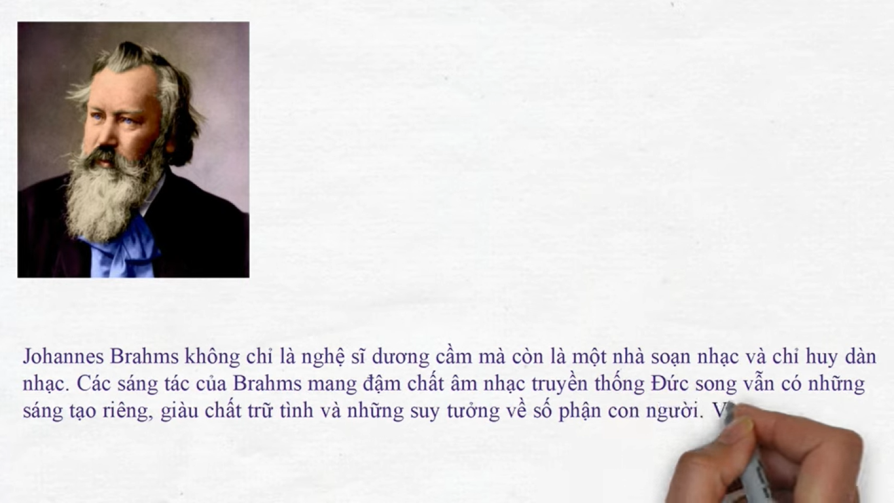 Johannes Brahms không chỉ là nghệ sĩ dương cầm mà còn là một nhà soạn nhạc và chỉ huy dàn
nhạc. Các sáng tác của Brahms mang đậm chất âm nhạc truyền thống Đức song vẫn có những
sáng tạo riêng, giàu chất trữ tình và những suy tưởng về số phận con người. V